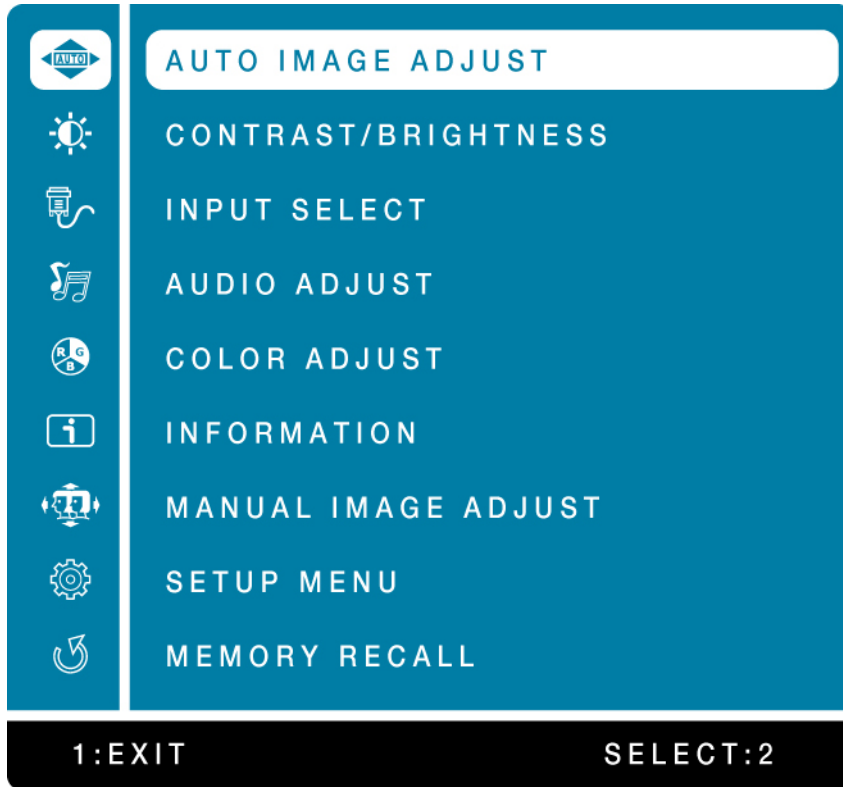 AUTO AUTO IMAGE ADJUST
CONTRAST/BRIGHTNESS
INPUT SELECT
AUDIO ADJUST
R G B COLOR ADJUST
i INFORMATION
MANUAL IMAGE ADJUST
SETUP MENU
MEMORY RECALL
1:EXIT SELECT:2